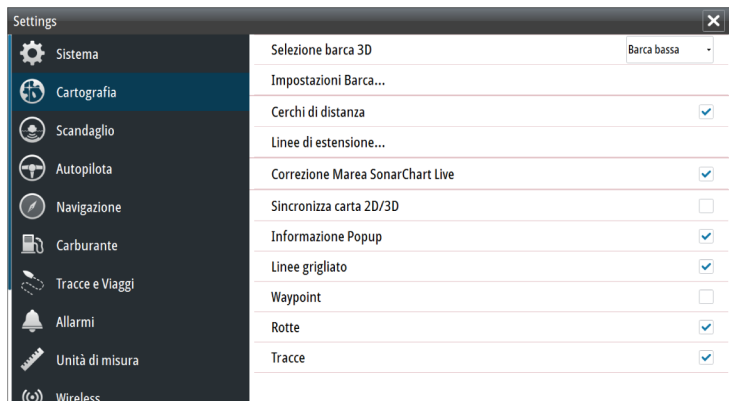 Settings
Sistema
Cartografia
Scandaglio
Autopilota
Navigazione
Carburante
Tracce e Viaggi
Allarmi
Unità di misura
Wireless
Selezione barca 3D Barca bassa
Impostazioni Barca...
Cerchi di distanza
Linee di estensione...
Correzione Marea SonarChart Live
Sincronizza carta 2D/3D
Informazione Popup
Linee grigliato
Waypoint
Rotte
Tracce